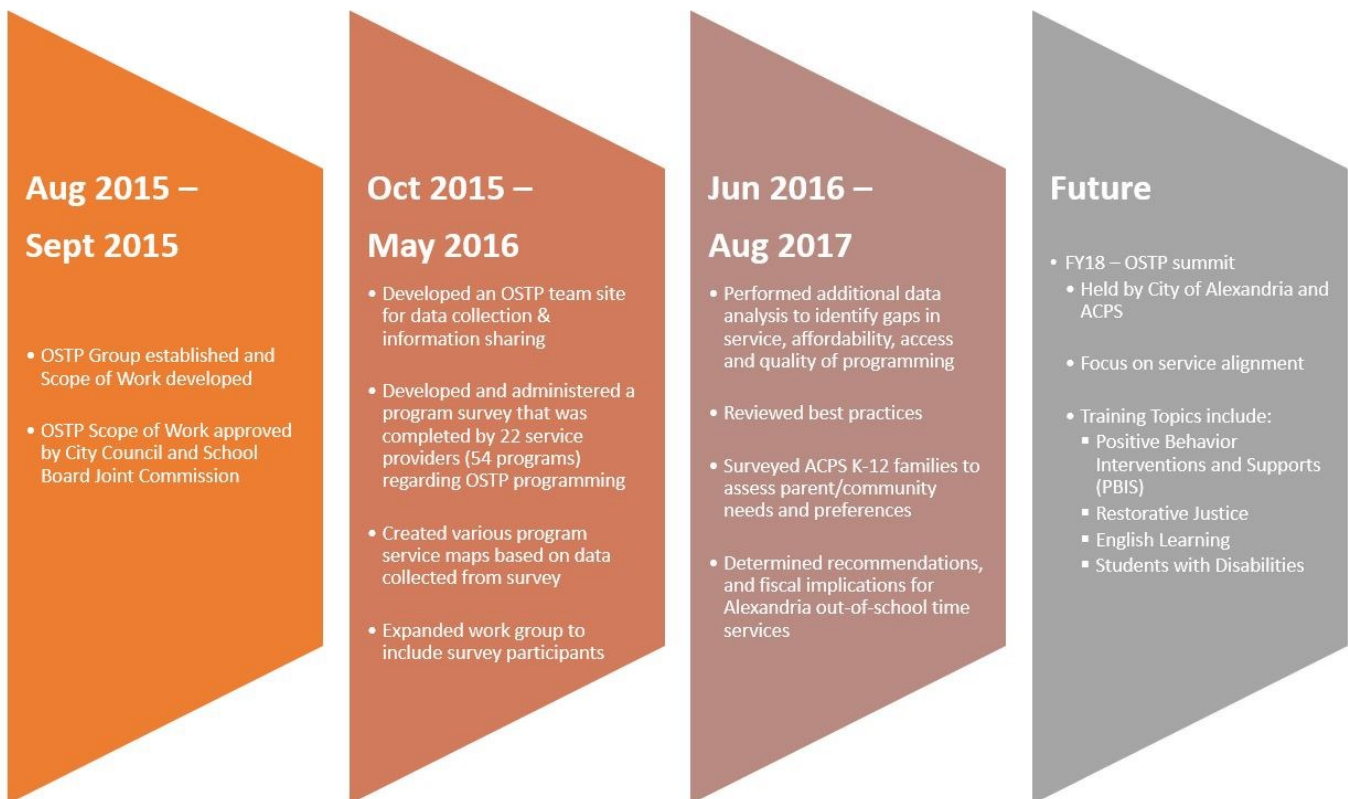 Aug 2015 –
Sept 2015
• OSTP Group established and
Scope of Work developed
• OSTP Scope of Work approved
by City Council and School
Board Joint Commission
Oct 2015 –
May 2016
• Developed an OSTP team site
for data collection &
information sharing
• Developed and administered a
program survey that was
completed by 22 service
providers (54 programs)
regarding OSTP programming
• Created various program
service maps based on data
collected from survey
• Expanded work group to
include survey participants
Jun 2016 –
Aug 2017
• Performed additional data
analysis to identify gaps in
service, affordability, access
and quality of programming
• Reviewed best practices
• Surveyed ACPS K-12 families to
assess parent/community
needs and preferences
• Determined recommendations,
and fiscal implications for
Alexandria out-of-school time
services
Future
• FY18 – OSTP summit
• Held by City of Alexandria and
ACPS
• Focus on service alignment
• Training Topics include:
▪ Positive Behavior
Interventions and Supports
(PBIS)
▪ Restorative Justice
▪ English Learning
▪ Students with Disabilities